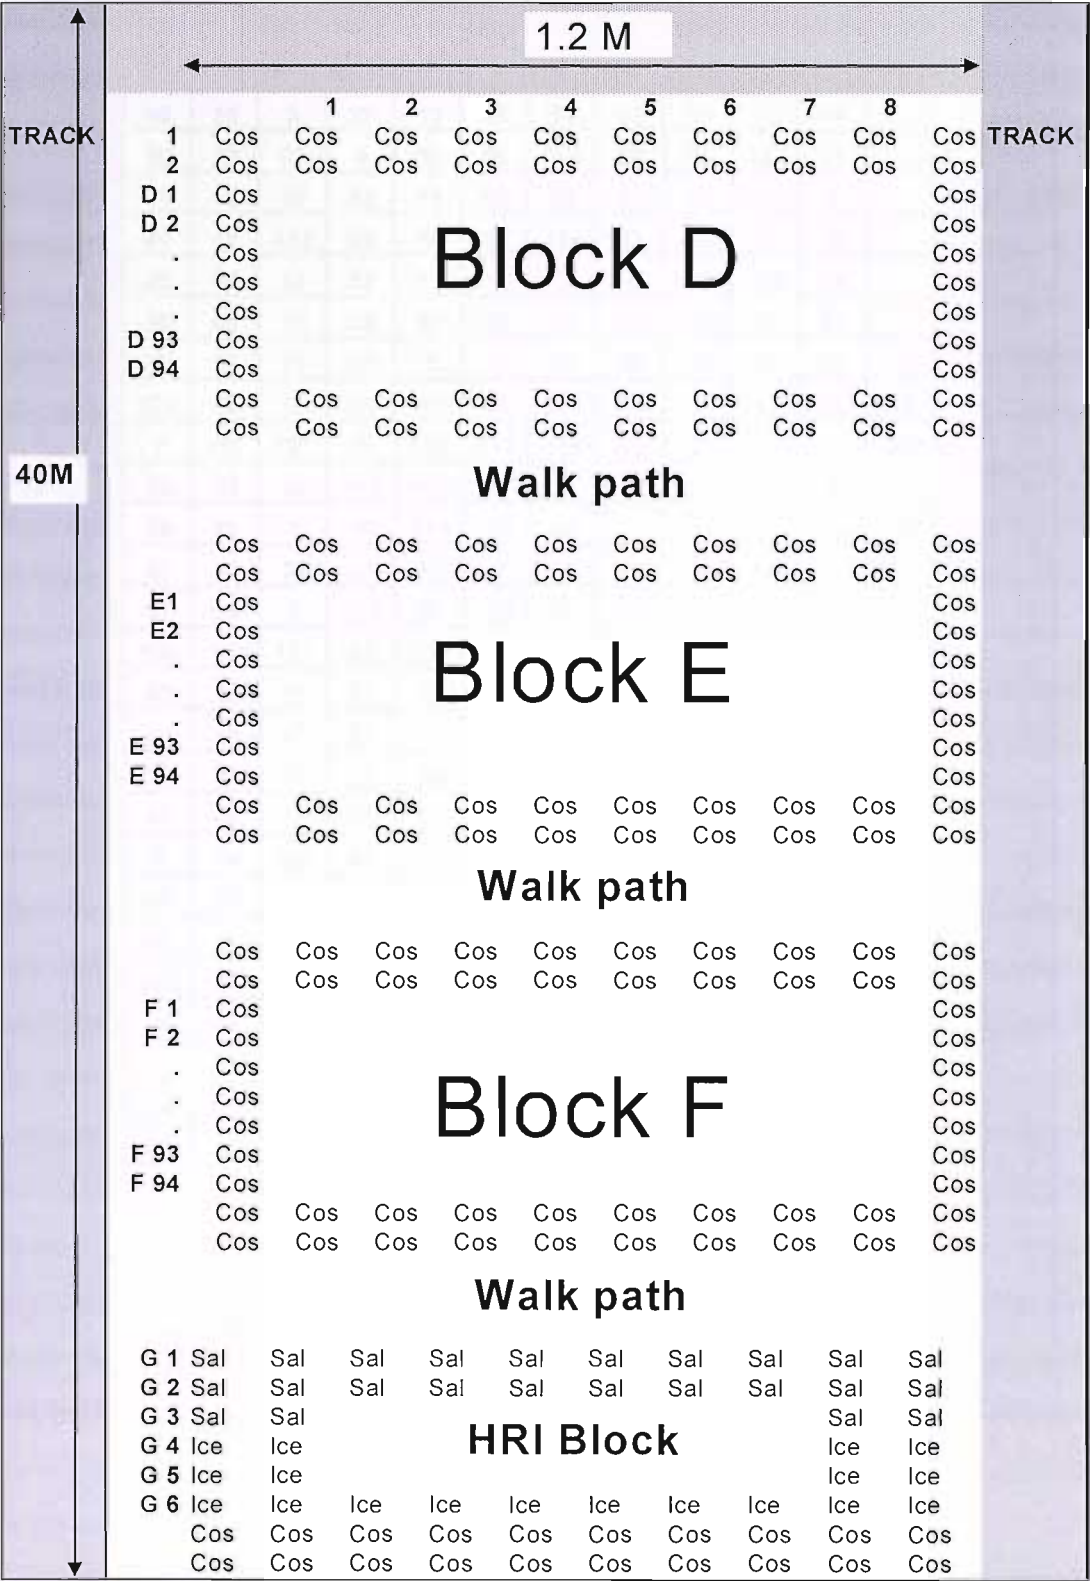 1.2 M
1 2 3 4 5 6 7 8
TRACK 1 Cos Cos Cos Cos Cos Cos Cos Cos Cos Cos TRACK
2 Cos Cos Cos Cos Cos Cos Cos Cos Cos Cos
D 1 Cos Cos
D 2 Cos Cos
Block D
. Cos Cos
. Cos Cos
. Cos Cos
D 93 Cos Cos
D 94 Cos Cos
Cos Cos Cos Cos Cos Cos Cos Cos Cos Cos
Cos Cos Cos Cos Cos Cos Cos Cos Cos Cos
40M
Walk path
Cos Cos Cos Cos Cos Cos Cos Cos Cos Cos
Cos Cos Cos Cos Cos Cos Cos Cos Cos Cos
E1 Cos Cos
E2 Cos Cos
. Cos Cos
Block E
. Cos Cos
. Cos Cos
E 93 Cos Cos
E 94 Cos Cos
Cos Cos Cos Cos Cos Cos Cos Cos Cos Cos
Cos Cos Cos Cos Cos Cos Cos Cos Cos Cos
Walk path
Cos Cos Cos Cos Cos Cos Cos Cos Cos Cos
Cos Cos Cos Cos Cos Cos Cos Cos Cos Cos
F 1 Cos Cos
F 2 Cos Cos
. Cos Cos
. Cos Cos
Block F
. Cos Cos
F 93 Cos Cos
F 94 Cos Cos
Cos Cos Cos Cos Cos Cos Cos Cos Cos Cos
Cos Cos Cos Cos Cos Cos Cos Cos Cos Cos
Walk path
G 1 Sal Sal Sal Sal Sal Sal Sal Sal Sal Sal
G 2 Sal Sal Sal Sal Sal Sal Sal Sal Sal Sal
G 3 Sal Sal Sal Sal
G 4 Ice Ice HRI Block Ice Ice
G 5 Ice Ice Ice Ice
G 6 Ice Ice Ice Ice Ice Ice Ice Ice Ice Ice
Cos Cos Cos Cos Cos Cos Cos Cos Cos Cos
Cos Cos Cos Cos Cos Cos Cos Cos Cos Cos